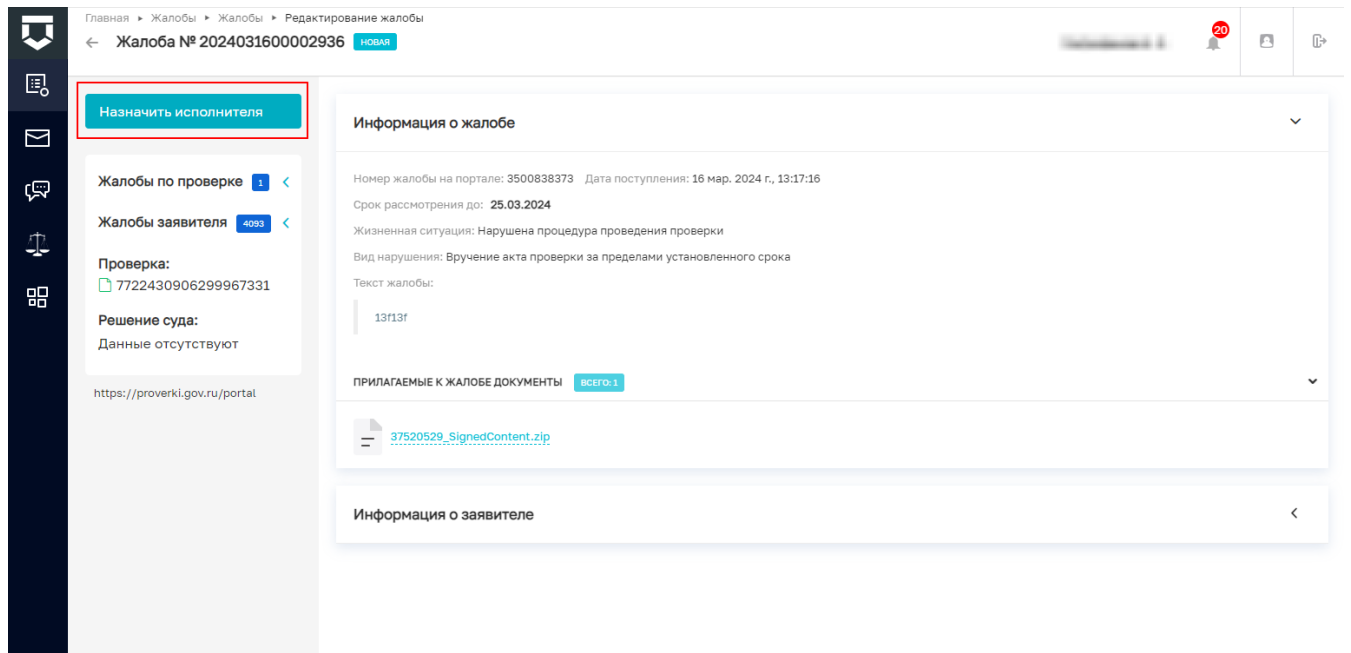 Главная ▸ Жалобы ▸ Жалобы ▸ Редактирование жалобы
← Жалоба № 2024031600002936 НОВАЯ
20
Назначить исполнителя
Жалобы по проверке 1
Жалобы заявителя 4093
Проверка:
7722430906299967331
Решение суда:
Данные отсутствуют
https://proverki.gov.ru/portal
Информация о жалобе
Номер жалобы на портале: 3500838373 Дата поступления: 16 мар. 2024 г., 13:17:16
Срок рассмотрения до: 25.03.2024
Жизненная ситуация: Нарушена процедура проведения проверки
Вид нарушения: Вручение акта проверки за пределами установленного срока
Текст жалобы:
13f13f
ПРИЛАГАЕМЫЕ К ЖАЛОБЕ ДОКУМЕНТЫ ВСЕГО: 1
37520529_SignedContent.zip
Информация о заявителе